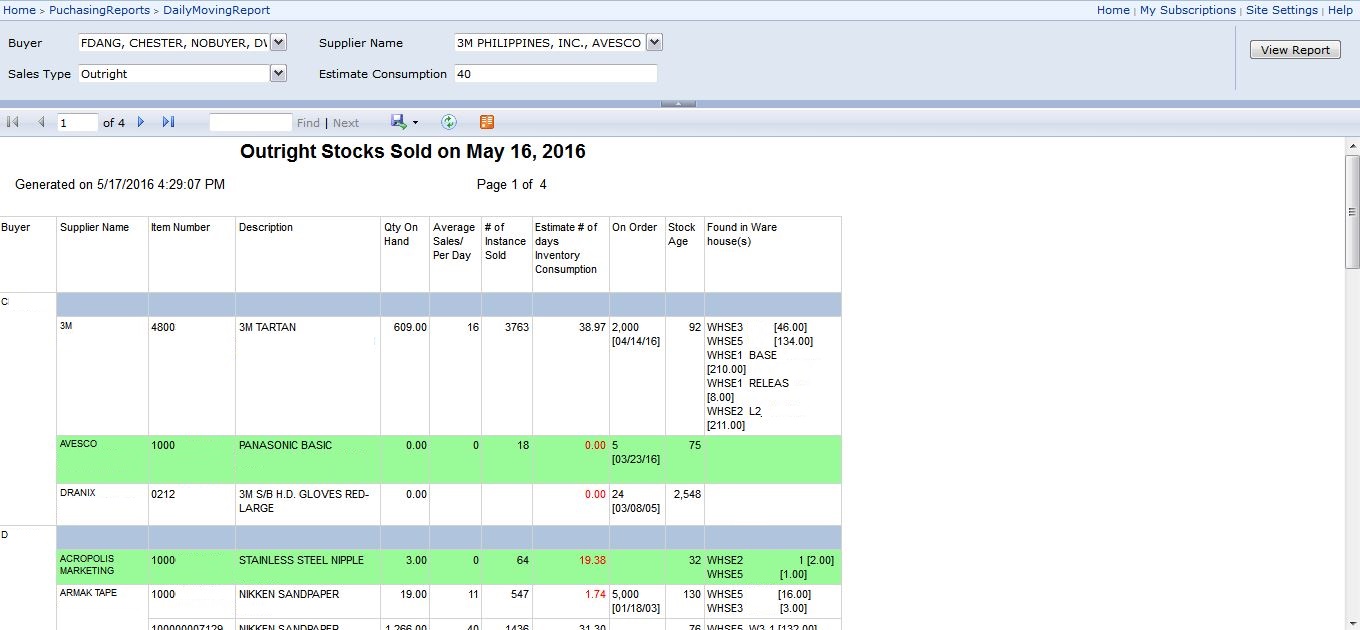 Home > PuchasingReports > DailyMovingReport
Home | My Subscriptions | Site Settings | Help
Buyer FDANG, CHESTER, NOBUYER, DV Supplier Name 3M PHILIPPINES, INC., AVESCO
View Report
Sales Type Outright Estimate Consumption 40
1 of 4 Find | Next
Outright Stocks Sold on May 16, 2016
Generated on 5/17/2016 4:29:07 PM Page 1 of 4
Buyer Supplier Name Item Number Description Qty On Average # of Estimate # of On Order Stock Found in Ware
Hand Sales/ Instance days Age house(s)
Per Day Sold Inventory
Consumption
C
3M 4800 3M TARTAN 609.00 16 3763 38.97 2,000 92 WHSE3 [46.00]
[04/14/16] WHSE5 [134.00]
WHSE1 BASE
[210.00]
WHSE1 RELEAS
[8.00]
WHSE2 L2
[211.00]
AVESCO 1000 PANASONIC BASIC 0.00 0 18 0.00 5 75
[03/23/16]
DRANIX 0212 3M S/B H.D. GLOVES RED- 0.00 0.00 24 2,548
LARGE [03/08/05]
D
ACROPOLIS 1000 STAINLESS STEEL NIPPLE 3.00 0 64 19.38 32 WHSE2 1 [2.00]
MARKETING WHSE5 [1.00]
ARMAK TAPE 1000 NIKKEN SANDPAPER 19.00 11 547 1.74 5,000 130 WHSE5 [16.00]
[01/18/03] WHSE3 [3.00]
100000007129 NIKKEN SANDPAPER 1,266.00 40 1436 31.30 76 WHSE5 W3-1 [132.00]